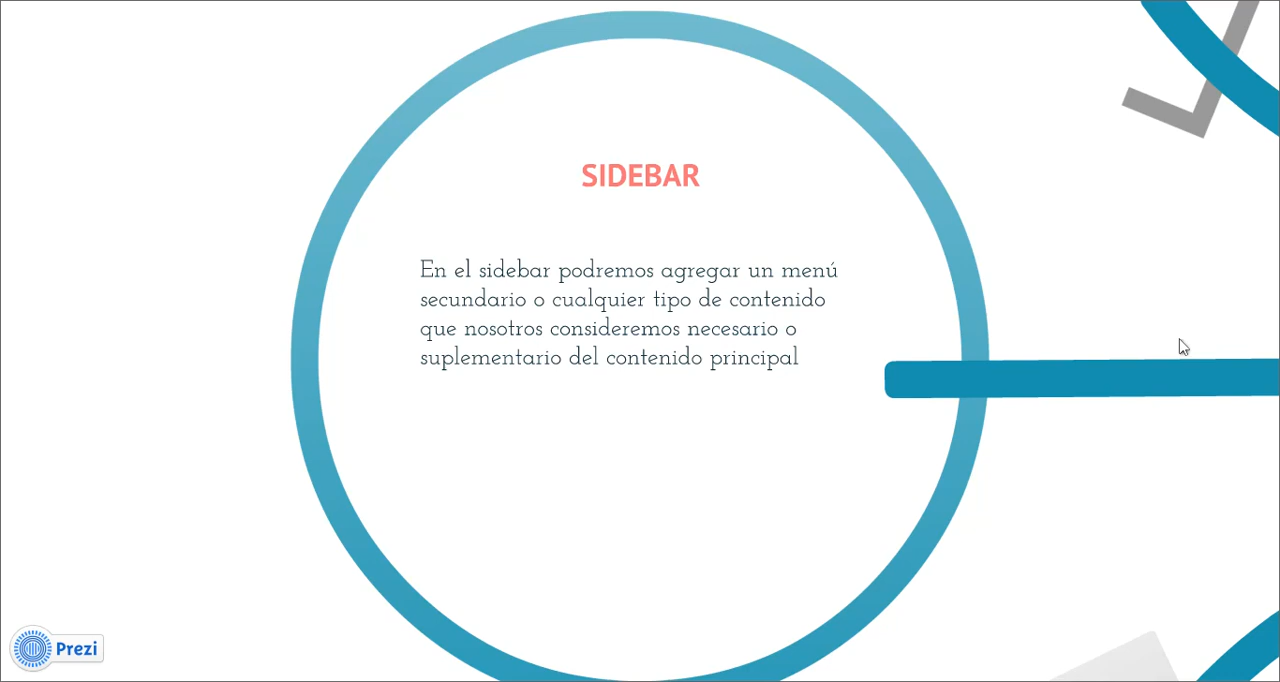 SIDEBAR
En el sidebar podremos agregar un menú
secundario o cualquier tipo de contenido
que nosotros consideremos necesario o
suplementario del contenido principal
Prezi